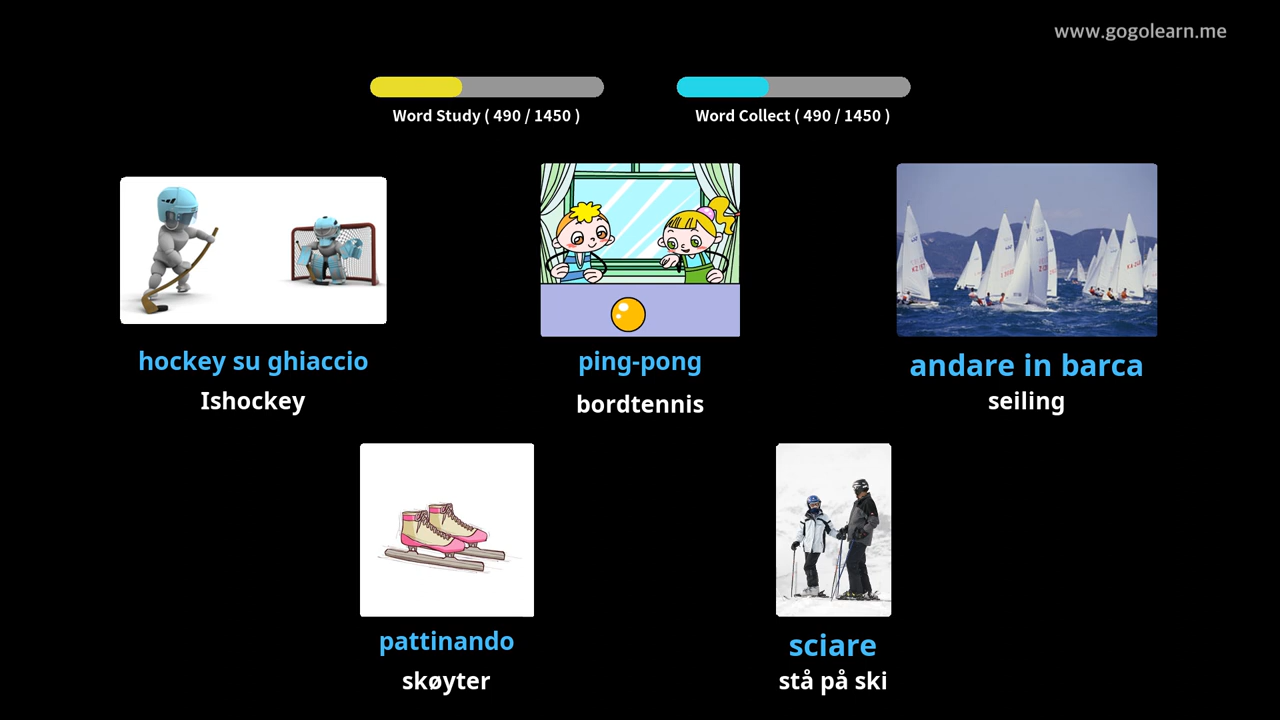 www.gogolearn.me
Word Study ( 490 / 1450 )
Word Collect ( 490 / 1450 )
hockey su ghiaccio
Ishockey
ping-pong
bordtennis
andare in barca
seiling
pattinando
skøyter
sciare
stå på ski